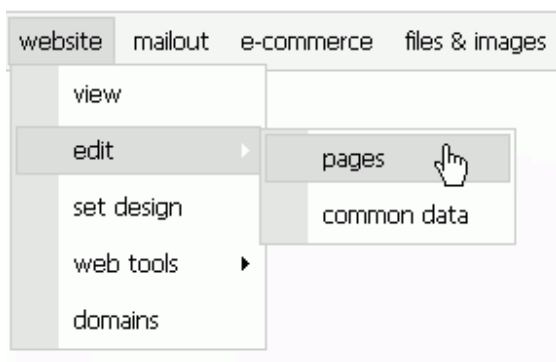 website mailout e-commerce files & images
view
edit
pages
set design
common data
web tools
domains